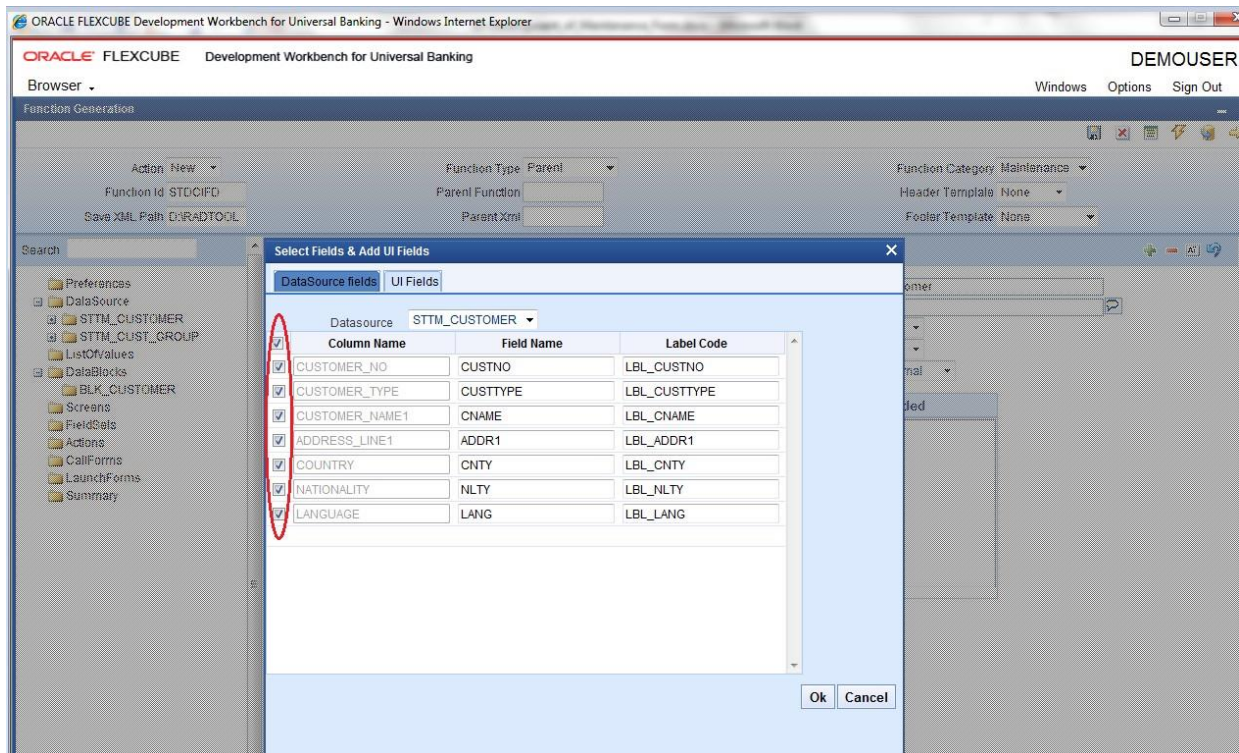 ORACLE FLEXCUBE Development Workbench for Universal Banking - Windows Internet Explorer
ORACLE FLEXCUBE Development Workbench for Universal Banking DEMOUSER
Browser Windows Options Sign Out
Function Generation
Action New Function Type Parent Function Category Maintenance
Function Id STDCIFD Parent Function Header Template None
Save XML Path D:\RADTOOL Parent Xml Footer Template None
Search
Preferences
DataSource
STTM_CUSTOMER
STTM_CUST_GROUP
ListOfValues
DataBlocks
BLK_CUSTOMER
Screens
FieldSets
Actions
CallForms
LaunchForms
Summary
Select Fields & Add UI Fields
DataSource fields UI Fields
Datasource STTM_CUSTOMER
Column Name Field Name Label Code
CUSTOMER_NO CUSTNO LBL_CUSTNO
CUSTOMER_TYPE CUSTTYPE LBL_CUSTTYPE
CUSTOMER_NAME1 CNAME LBL_CNAME
ADDRESS_LINE1 ADDR1 LBL_ADDR1
COUNTRY CNTY LBL_CNTY
NATIONALITY NLTY LBL_NLTY
LANGUAGE LANG LBL_LANG
Ok Cancel
omer
nal
ded